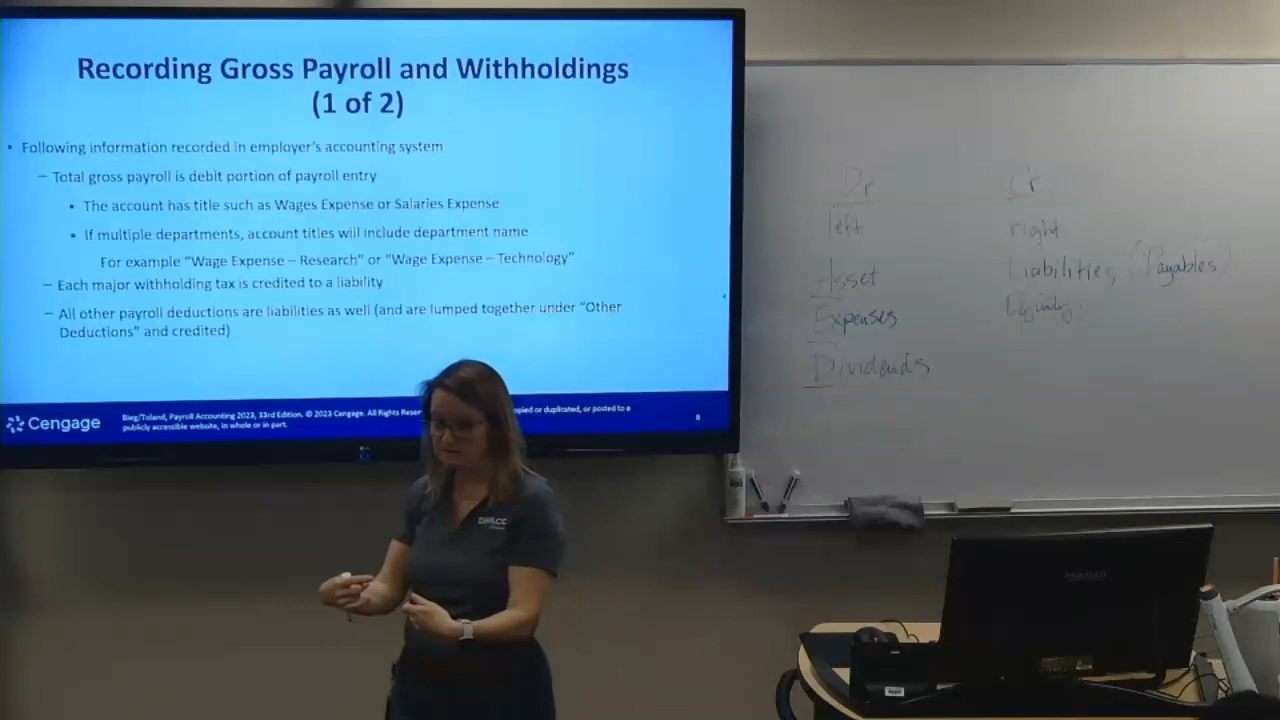 Recording Gross Payroll and Withholdings
(1 of 2)
• Following information recorded in employer's accounting system
– Total gross payroll is debit portion of payroll entry
• The account has title such as Wages Expense or Salaries Expense
• If multiple departments, account titles will include department name
For example "Wage Expense – Research" or "Wage Expense – Technology"
– Each major withholding tax is credited to a liability
– All other payroll deductions are liabilities as well (and are lumped together under "Other
Deductions" and credited)
Cengage
Bieg/Toland, Payroll Accounting 2023, 33rd Edition. © 2023 Cengage. All Rights Reser opied or duplicated, or posted to a
publicly accessible website, in whole or in part.
8
Dr Cr
left right
Asset Liabilities (Payables)
Expenses
Dividends
DMACC